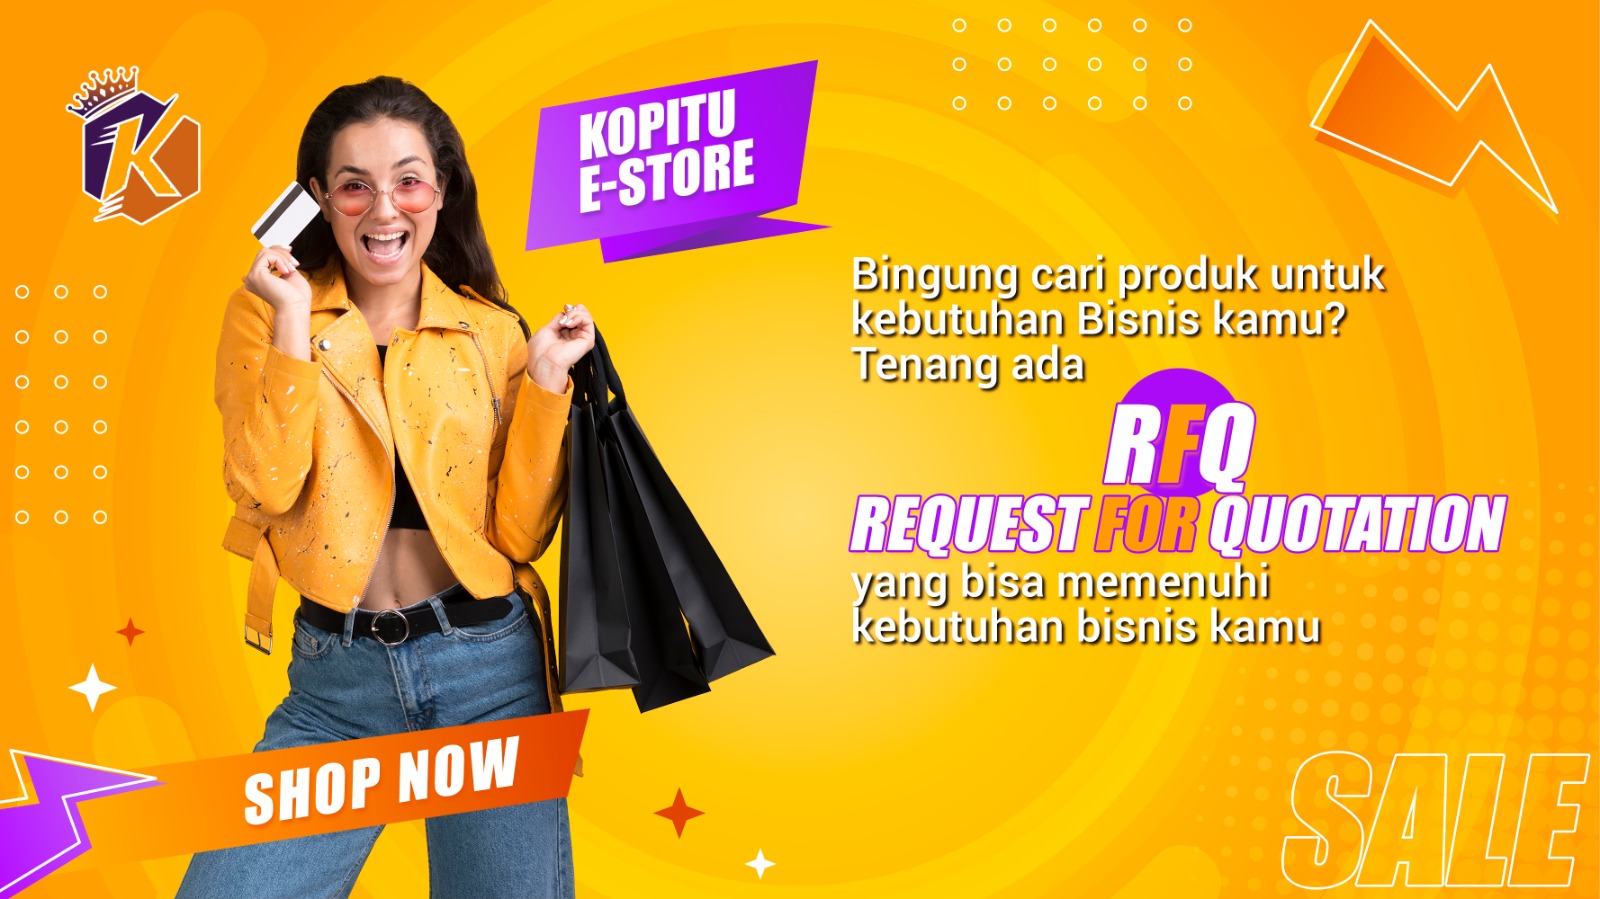 K
KOPITU
E-STORE
Bingung cari produk untuk
kebutuhan Bisnis kamu?
Tenang ada
RFQ
REQUEST FOR QUOTATION
yang bisa memenuhi
kebutuhan bisnis kamu
SHOP NOW
SALE